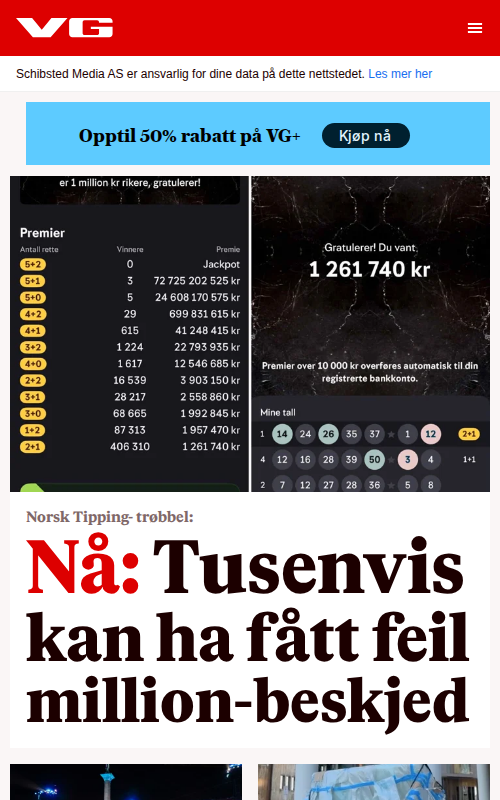 VG
Schibsted Media AS er ansvarlig for dine data på dette nettstedet. Les mer her
Opptil 50% rabatt på VG+ Kjøp nå
er 1 million kr rikere, gratulerer!
Premier
Antall rette Vinnere Premie
5+2 0 Jackpot
5+1 3 72 725 202 525 kr
5+0 5 24 608 170 575 kr
4+2 29 699 831 615 kr
4+1 615 41 248 415 kr
3+2 1 224 22 793 935 kr
4+0 1 617 12 546 685 kr
2+2 16 539 3 903 150 kr
3+1 28 217 2 558 860 kr
3+0 68 665 1 992 845 kr
1+2 87 313 1 957 470 kr
2+1 406 310 1 261 740 kr
Gratulerer! Du vant
1 261 740 kr
Premier over 10 000 kr overføres automatisk til din
registrerte bankkonto.
Mine tall
1 14 24 26 35 37 1 12 2+1
4 12 16 28 39 50 3 4 1+1
2 7 12 27 28 36 5 8
Norsk Tipping- trøbbel:
Nå: Tusenvis
kan ha fått feil
million-beskjed